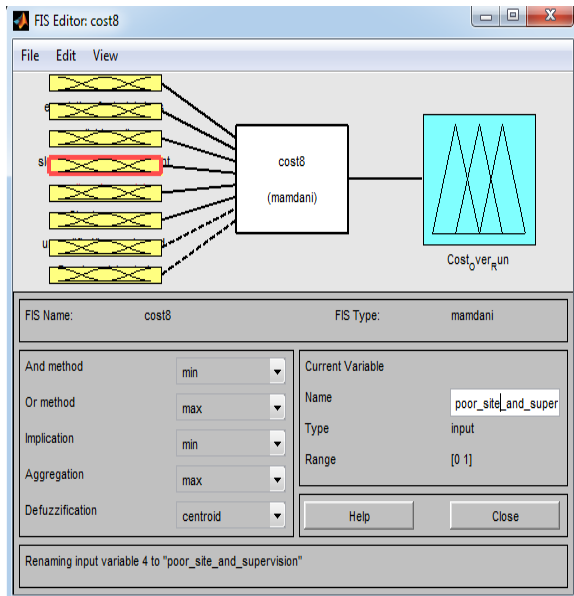 FIS Editor: cost8
File Edit View
cost8
(mamdani)
Cost_over_Run
FIS Name: cost8 FIS Type: mamdani
And method min
Or method max
Implication min
Aggregation max
Defuzzification centroid
Current Variable
Name poor_site_and_super
Type input
Range [0 1]
Help Close
Renaming input variable 4 to "poor_site_and_supervision"